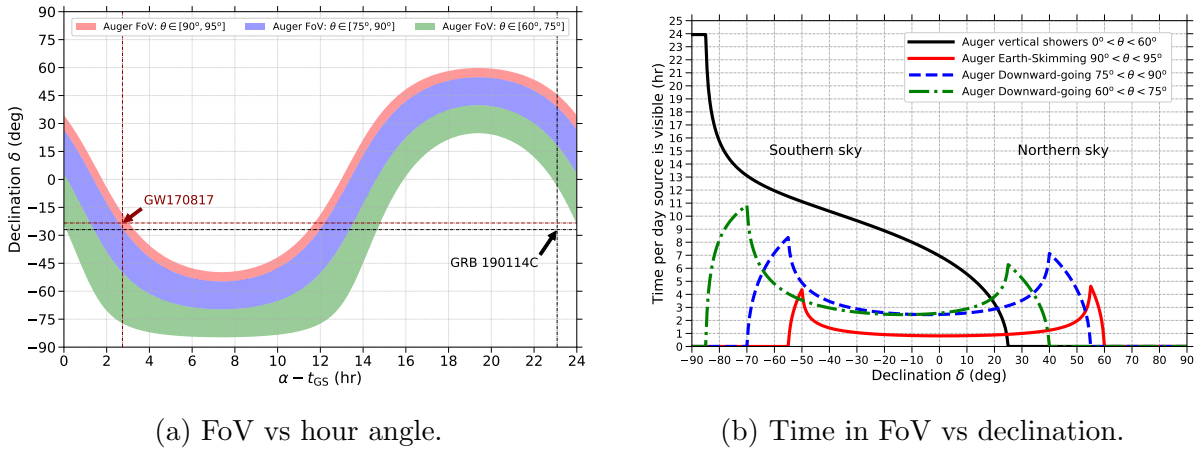 Auger FoV: θ ∈ [90°, 95°] Auger FoV: θ ∈ [75°, 90°] Auger FoV: θ ∈ [60°, 75°]
90
75
60
45
30
15
0
−15
−30
−45
−60
−75
−90
Declination δ (deg)
GW170817
GRB 190114C
0 4 8 12 16 20 24
α − t_GS (hr)
(a) FoV vs hour angle.
Auger vertical showers 0° < θ < 60°
Auger Earth-Skimming 90° < θ < 95°
Auger Downward-going 75° < θ < 90°
Auger Downward-going 60° < θ < 75°
Southern sky Northern sky
25
24
23
22
21
20
19
18
17
16
15
14
13
12
11
10
9
8
7
6
5
4
3
2
1
0
Time per day source is visible (hr)
−90 −80 −70 −60 −50 −40 −30 −20 −10 0 10 20 30 40 50 60 70 80 90
Declination δ (deg)
(b) Time in FoV vs declination.